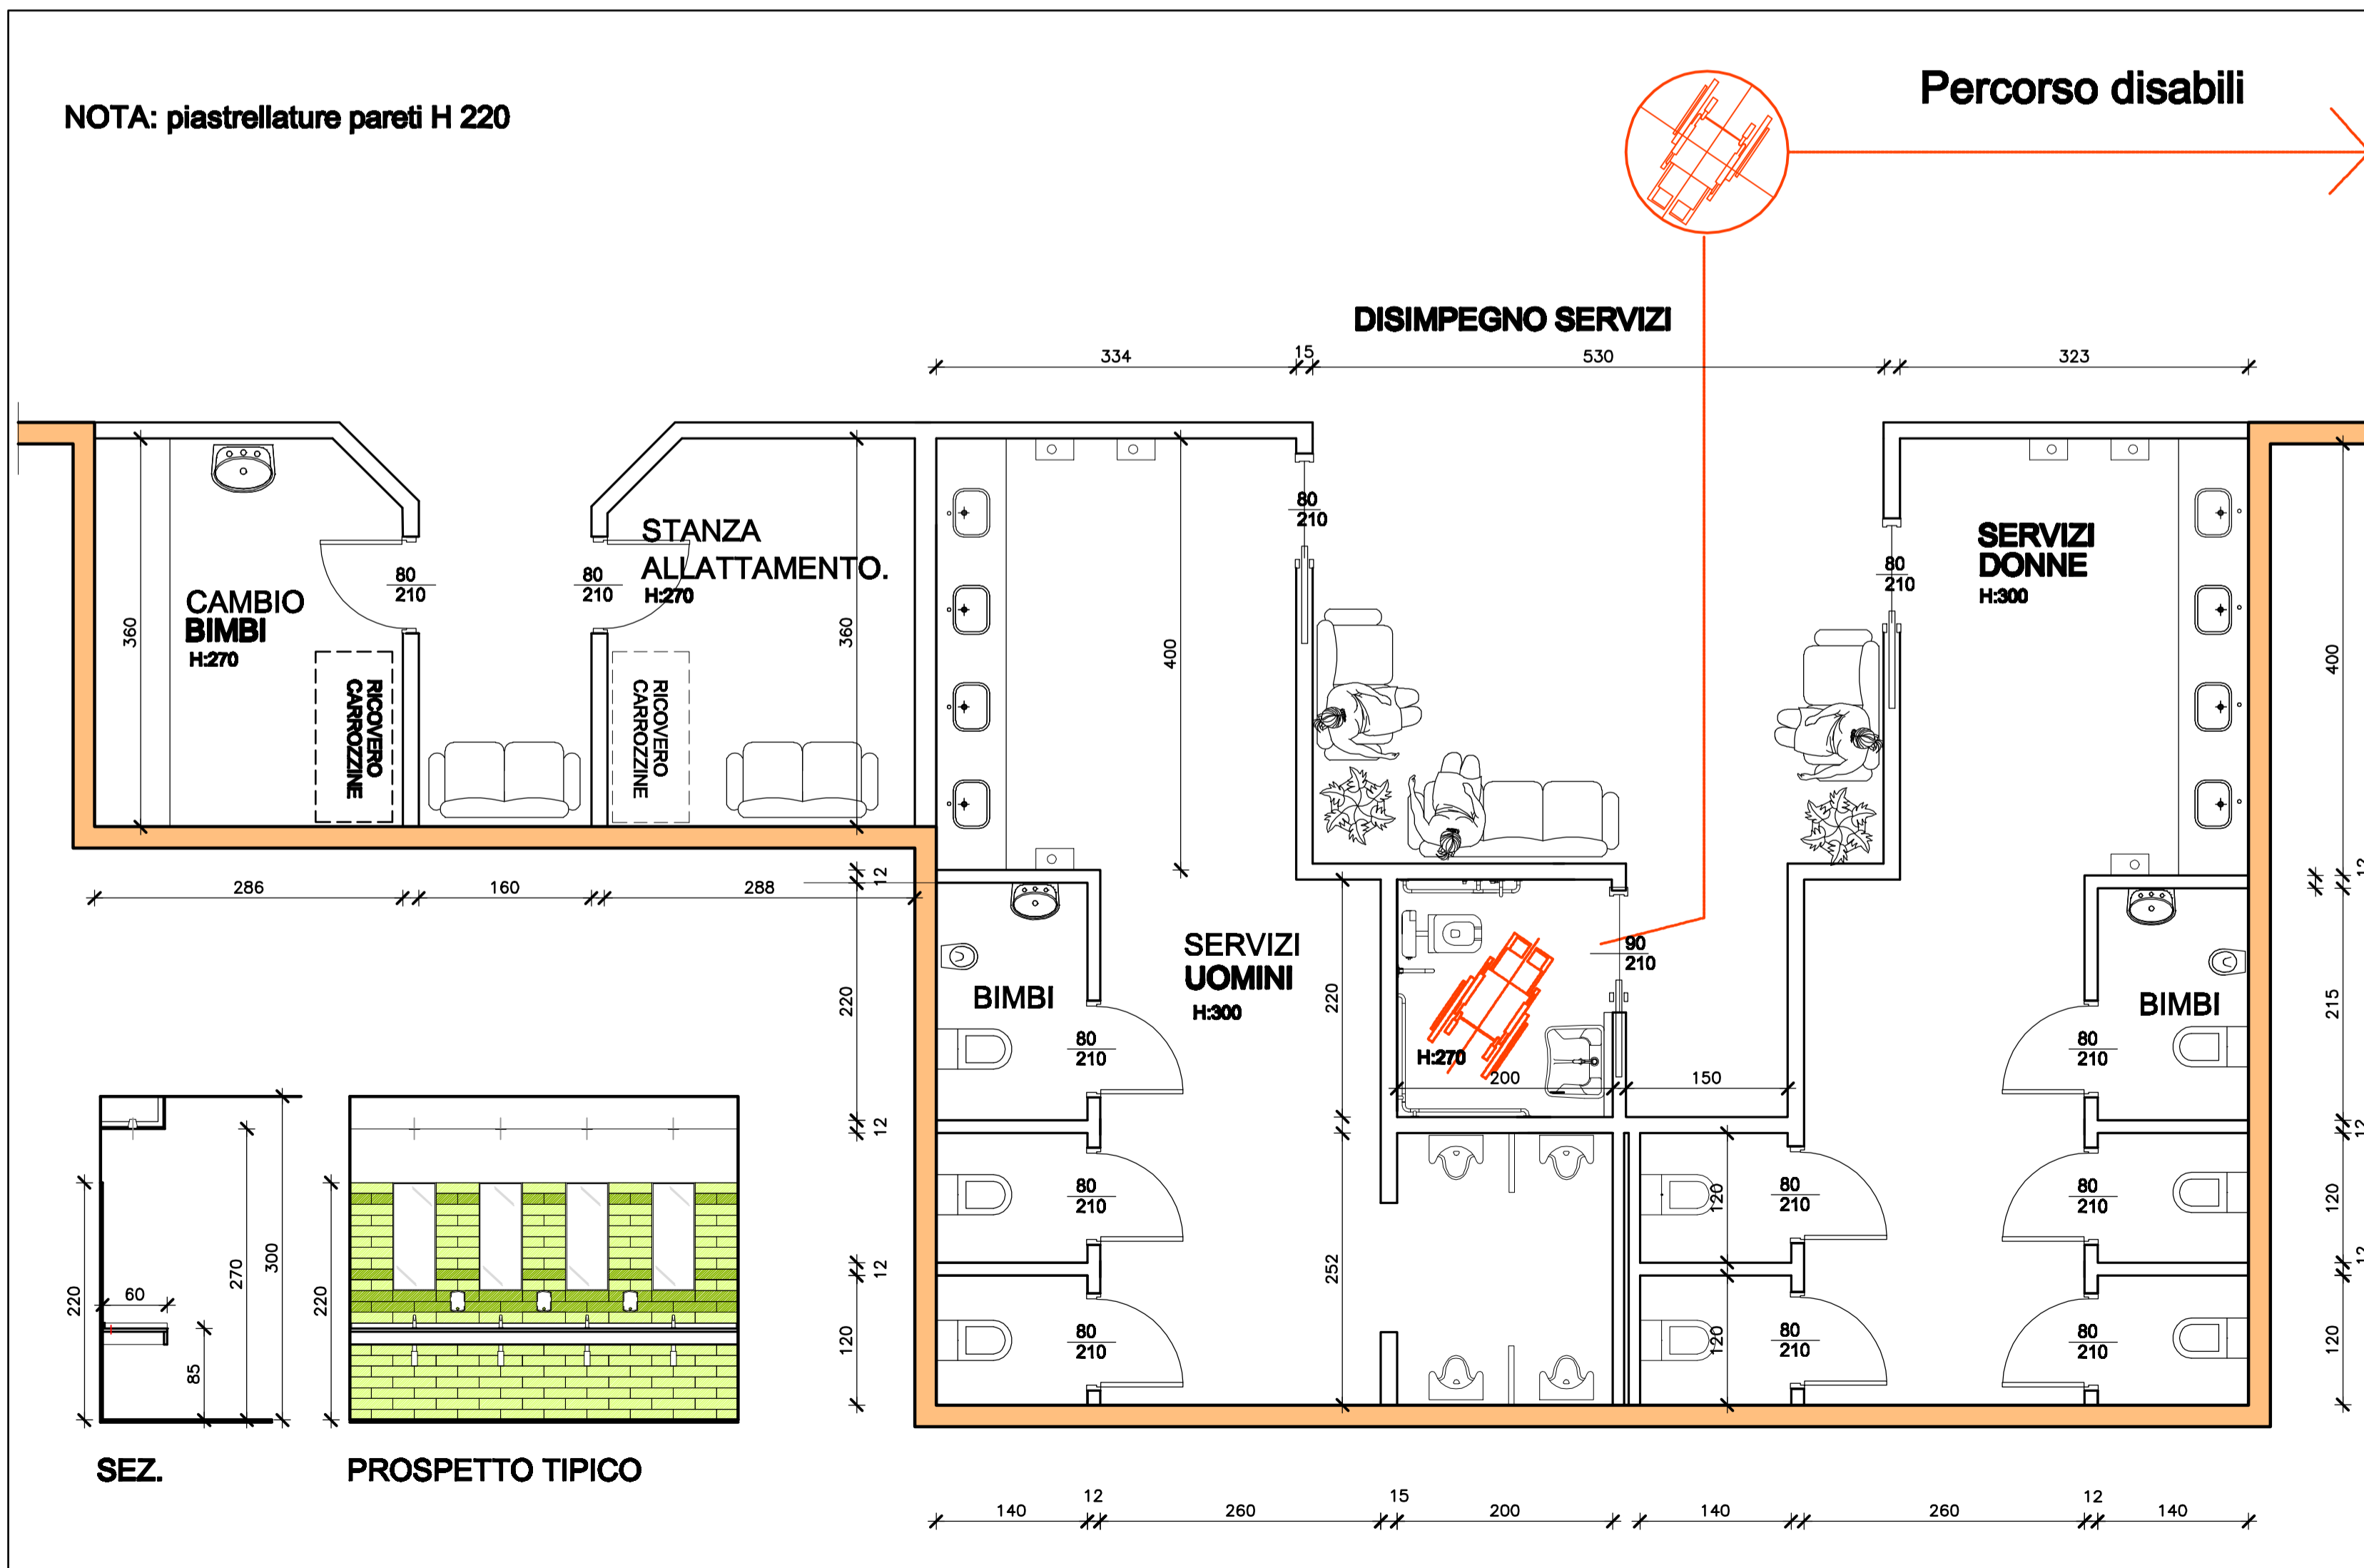 NOTA: piastrellature pareti H 220
Percorso disabili
DISIMPEGNO SERVIZI
334
15
530
323
CAMBIO
BIMBI
H:270
360
80
210
RICOVERO
CARROZZINE
80
210
STANZA
ALLATTAMENTO.
H:270
RICOVERO
CARROZZINE
360
400
80
210
80
210
SERVIZI
DONNE
H:300
400
12
286
160
288
12
220
12
12
120
BIMBI
80
210
80
210
80
210
SERVIZI
UOMINI
H:300
220
252
H:270
200
90
210
150
120
80
210
120
80
210
BIMBI
80
210
80
210
80
210
215
12
120
12
120
220
60
85
270
300
220
SEZ.
PROSPETTO TIPICO
140
12
260
15
200
140
260
12
140